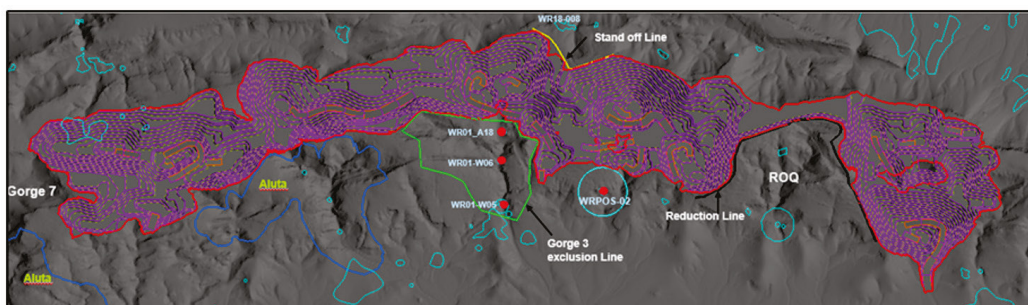 WR18-008
Stand off Line
WR01_A18
WR01-W06
Gorge 7
Aluta
WR01-W05
WRPOS-02
ROQ
Reduction Line
Gorge 3
exclusion Line
Aluta